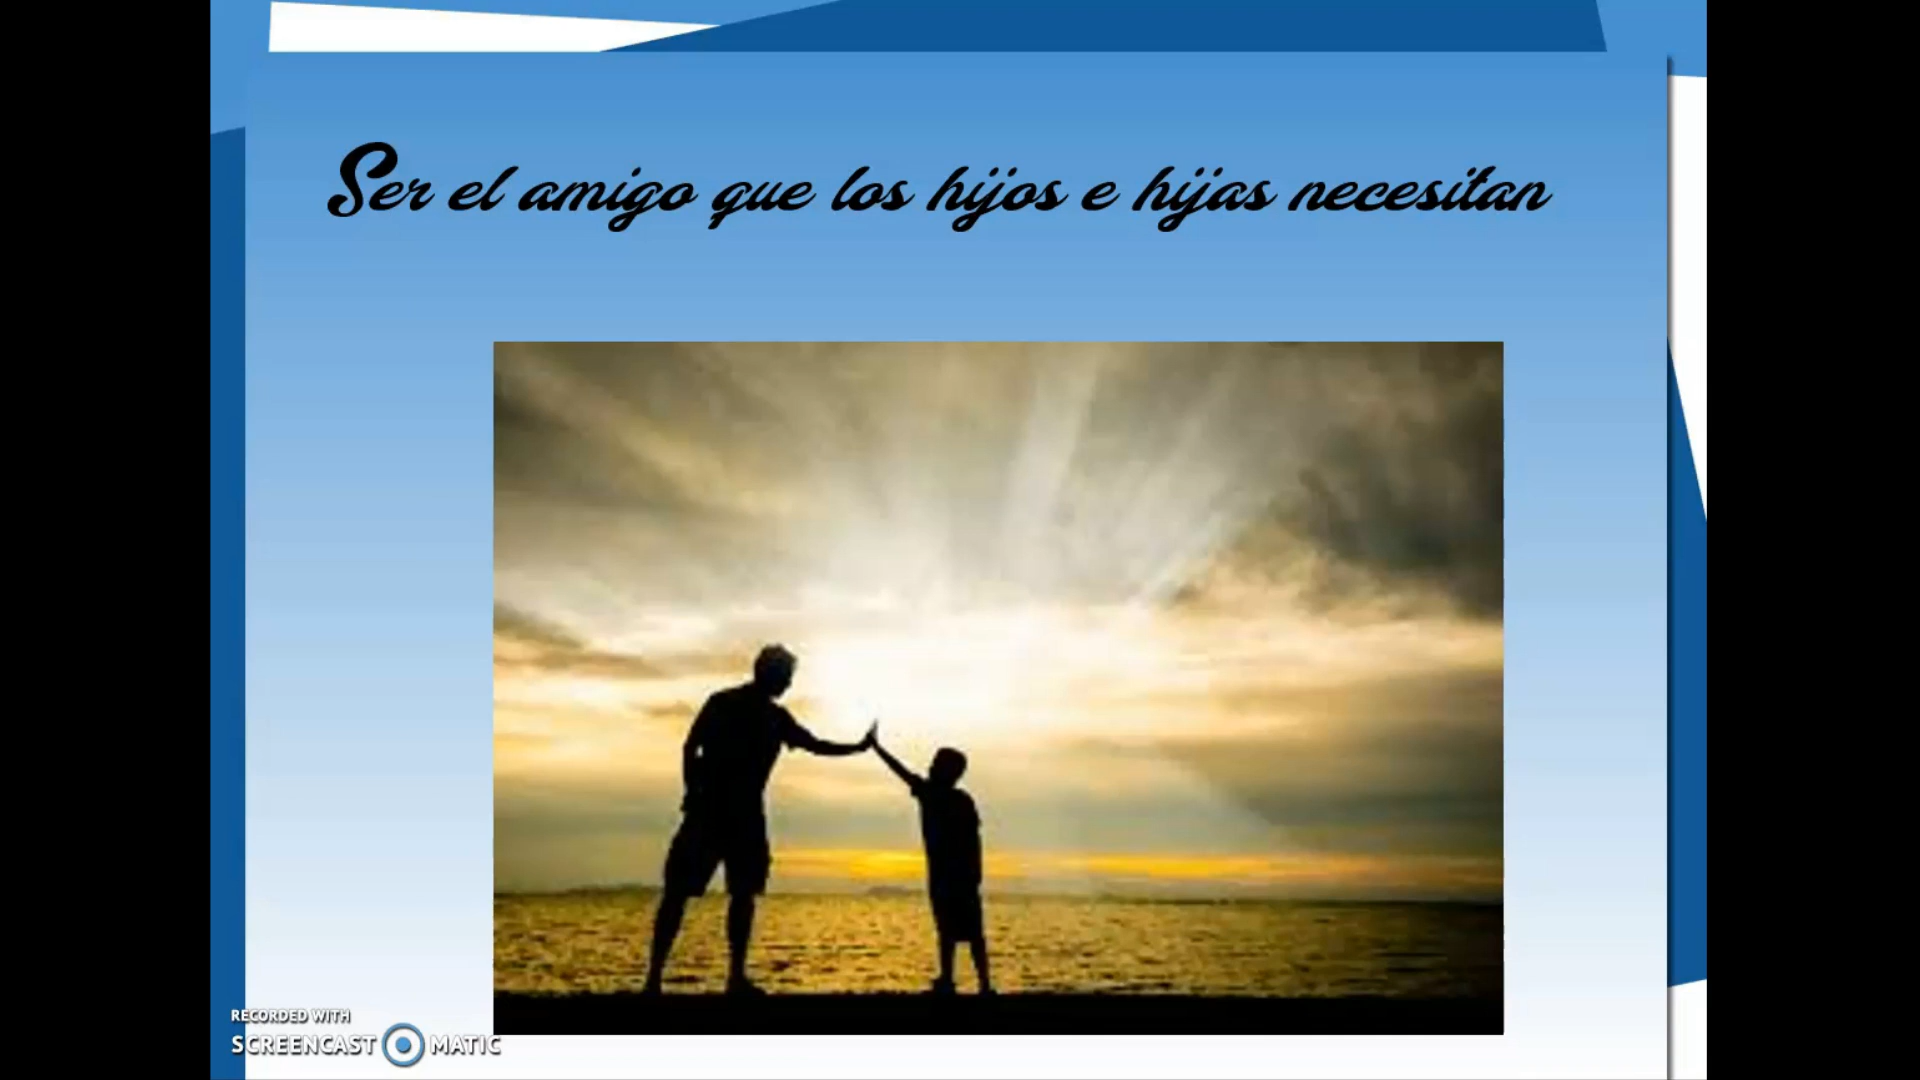 Ser el amigo que los hijos e hijas necesitan
RECORDED WITH
SCREENCAST MATIC